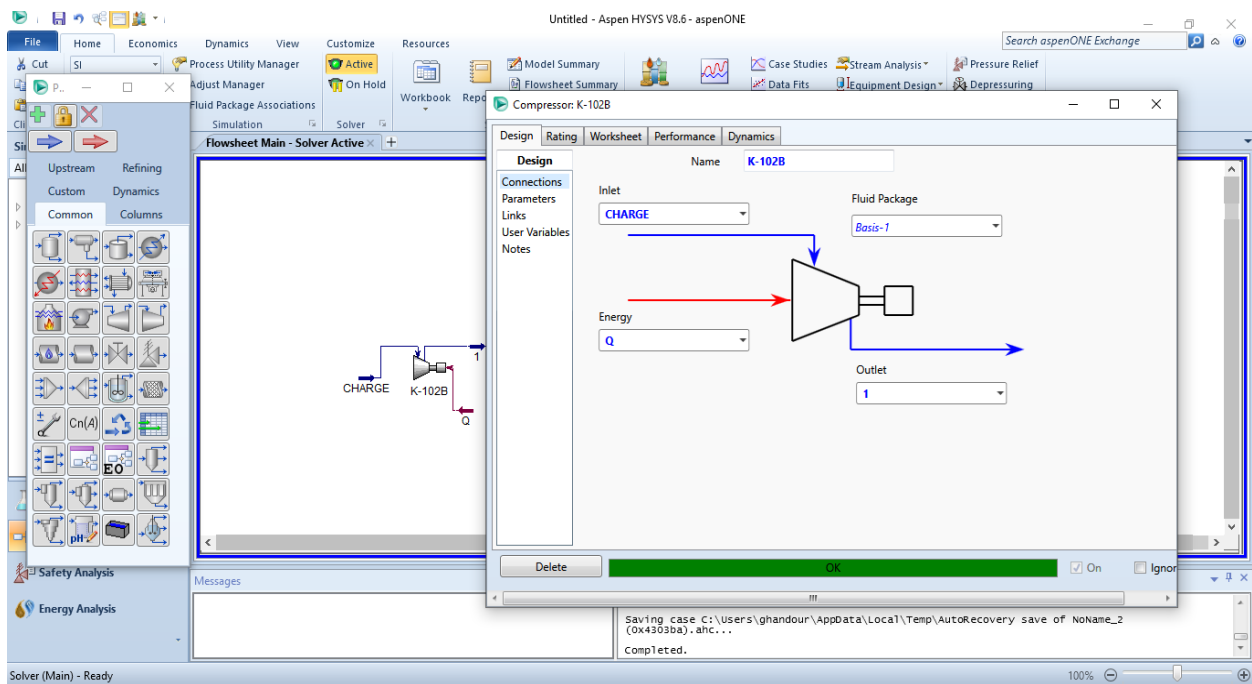 Untitled - Aspen HYSYS V8.6 - aspenONE
File Home Economics Dynamics View Customize Resources
Search aspenONE Exchange
Cut SI Process Utility Manager Active Model Summary Case Studies Stream Analysis Pressure Relief
Adjust Manager On Hold Flowsheet Summary Data Fits Equipment Design Depressuring
Fluid Package Associations Workbook
Simulation Solver
P..
Flowsheet Main - Solver Active
Upstream Refining
Custom Dynamics
Common Columns
Cn(A)
EO
pH
CHARGE K-102B 1
Q
Compressor: K-102B
Design Rating Worksheet Performance Dynamics
Design
Connections
Parameters
Links
User Variables
Notes
Name K-102B
Inlet
CHARGE
Fluid Package
Basis-1
Energy
Q
Outlet
1
Delete OK On
Safety Analysis
Energy Analysis
Messages
Saving case C:\Users\ghandour\AppData\Local\Temp\AutoRecovery save of NoName_2
(0x4303ba).ahc...
Completed.
Solver (Main) - Ready
100%